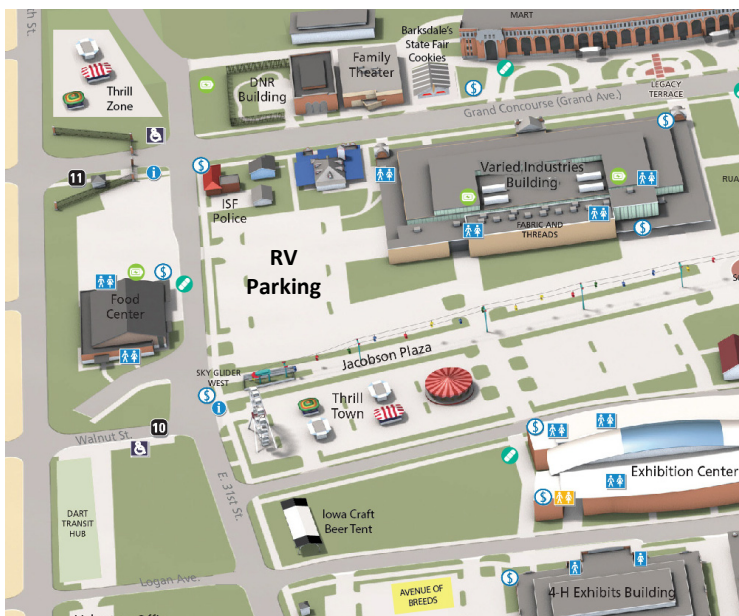 th St.
MART
Barksdale's
State Fair
Cookies
Family
Theater
DNR
Building
Thrill
Zone
LEGACY
TERRACE
Grand Concourse (Grand Ave.)
$
$
$
11
i
Varied Industries
Building
RUA
ISF
Police
FABRIC AND
THREADS
$
RV
Parking
$
Food
Center
Jacobson Plaza
SKY GLIDER
WEST
$
i
Thrill
Town
10
Walnut St.
$
Exhibition Center
$
E. 31st St.
DART
TRANSIT
HUB
Iowa Craft
Beer Tent
Logan Ave.
$
AVENUE OF
BREEDS
4-H Exhibits Building